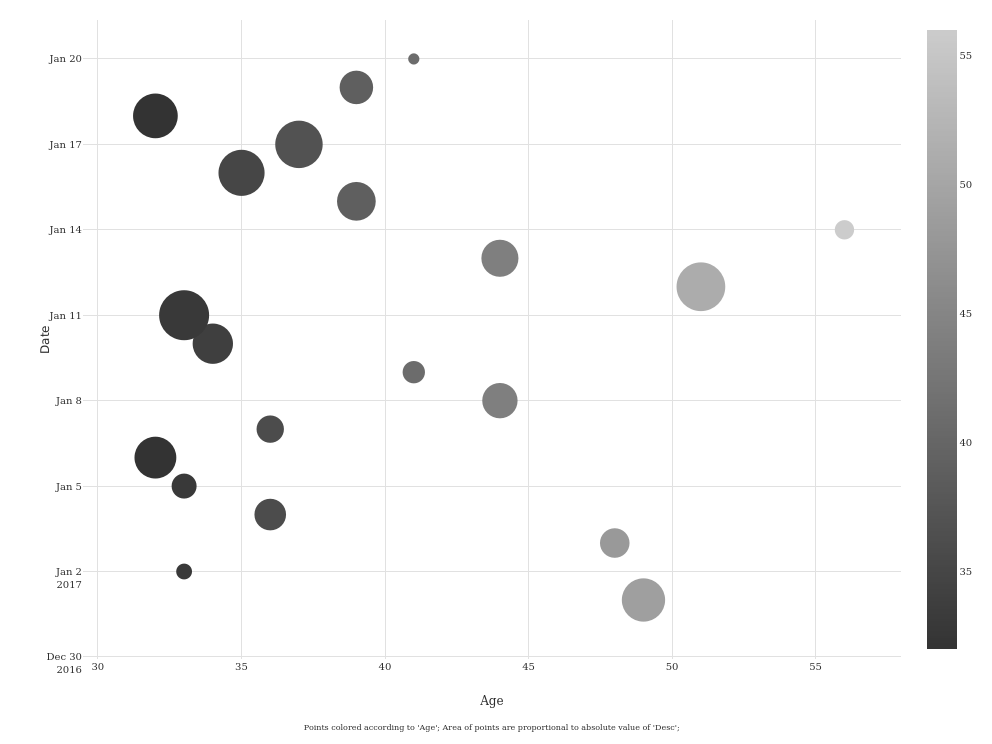 Jan 20
Jan 17
Jan 14
Jan 11
Jan 8
Jan 5
Jan 2
2017
Dec 30
2016
Date
30 35 40 45 50 55
Age
55
50
45
40
35
Points colored according to 'Age'; Area of points are proportional to absolute value of 'Desc';